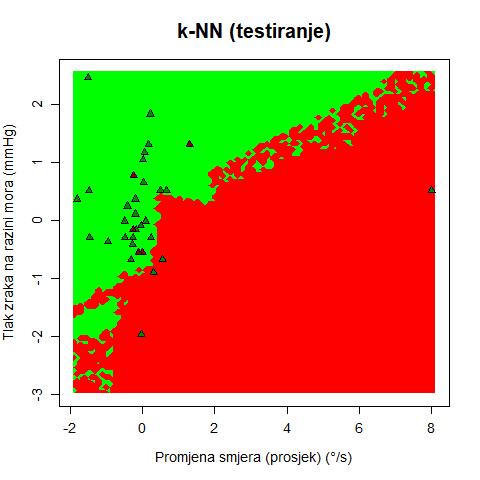 k-NN (testiranje)
Tlak zraka na razini mora (mmHg)
2
1
0
-1
-2
-3
-2 0 2 4 6 8
Promjena smjera (prosjek) (°/s)